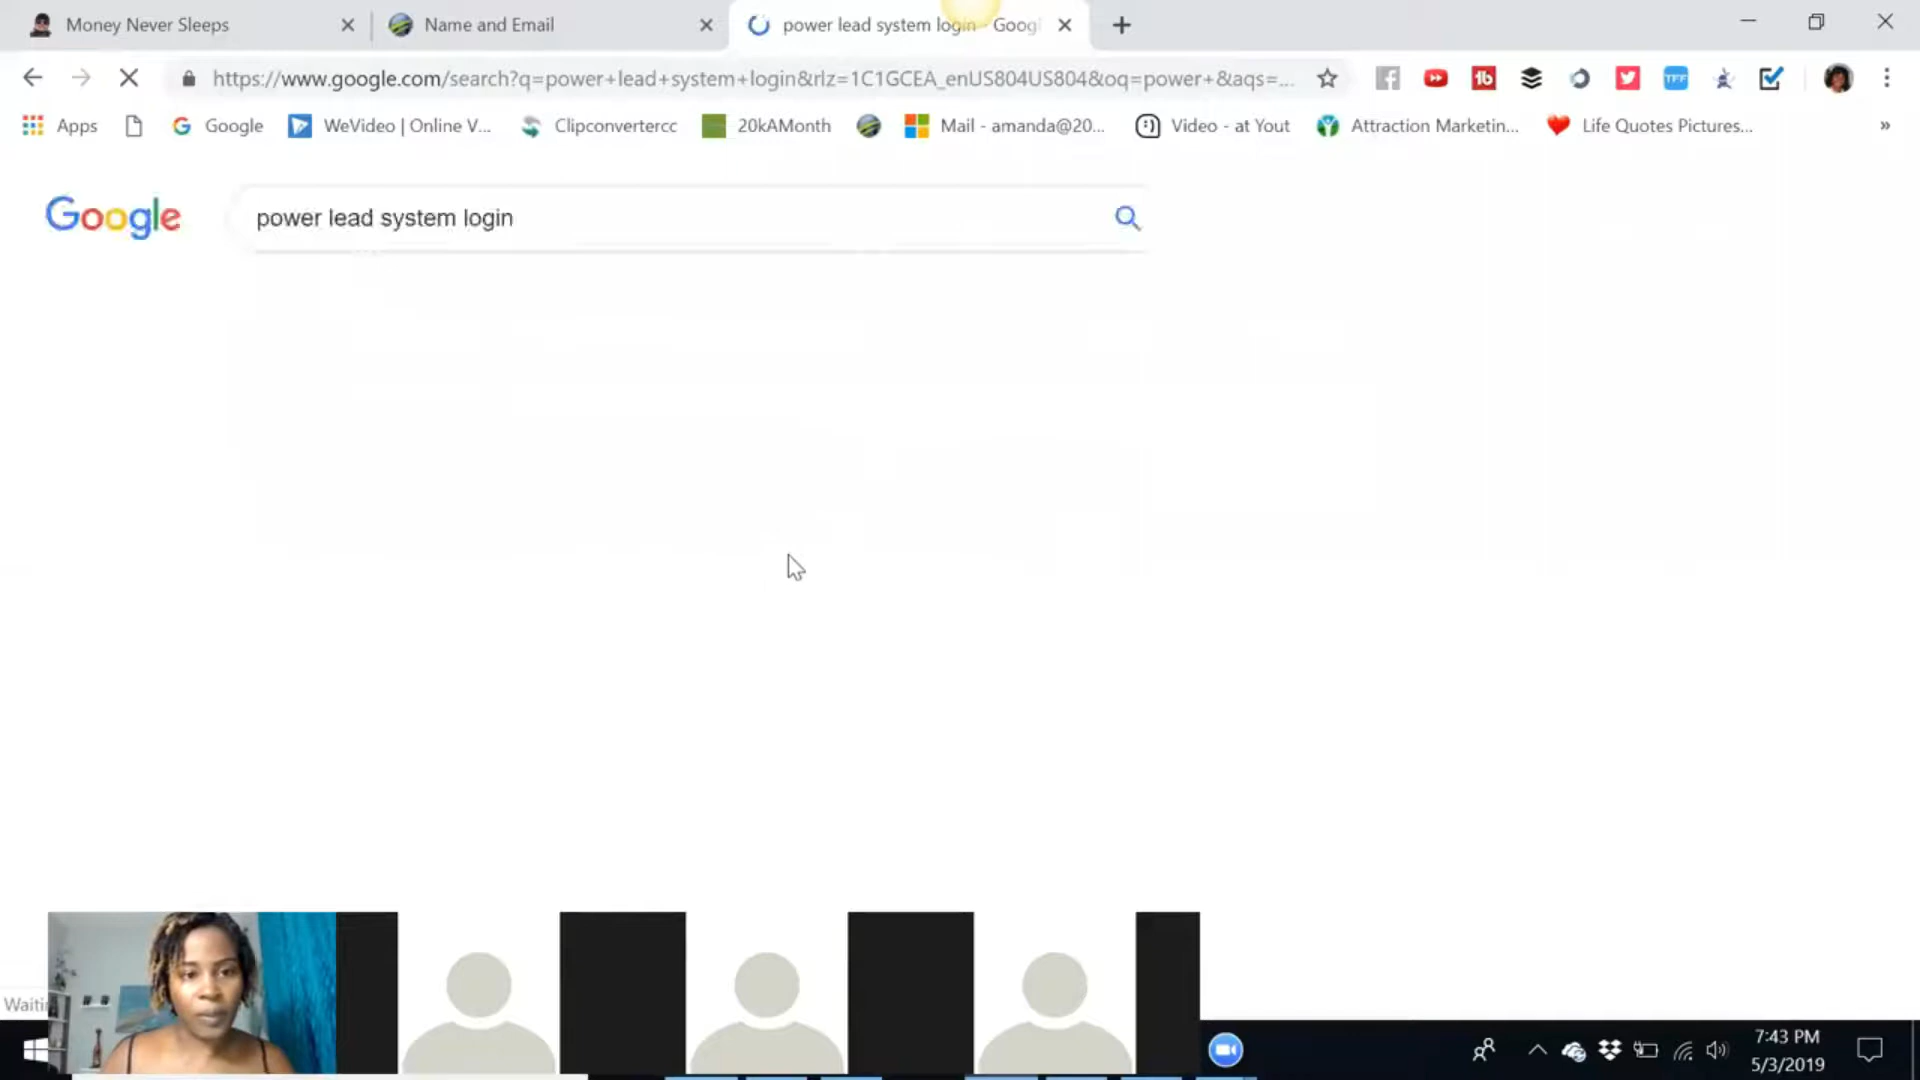 Money Never Sleeps
Name and Email
power lead system login - Googl
https://www.google.com/search?q=power+lead+system+login&rlz=1C1GCEA_enUS804US804&oq=power+&aqs=...
Apps
Google
WeVideo | Online V...
Clipconvertercc
20kAMonth
Mail - amanda@20...
Video - at Yout
Attraction Marketin...
Life Quotes Pictures...
»
TFF
Google
power lead system login
Waitin
7:43 PM
5/3/2019